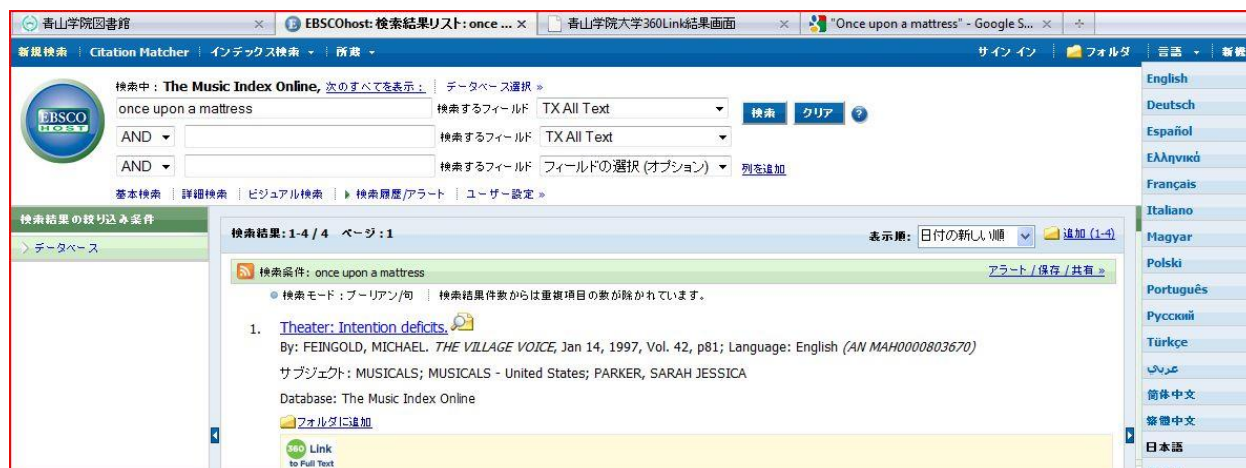 青山学院図書館 × EBSCOhost: 検索結果リスト: once ... × 青山学院大学360Link結果画面 × "Once upon a mattress" - Google S... ×
新規検索 Citation Matcher インデックス検索 所蔵 サイン イン フォルダ 言語 新機
検索中 : The Music Index Online, 次のすべてを表示 : データベース選択 »
once upon a mattress 検索するフィールド TX All Text 検索 クリア ?
AND 検索するフィールド TX All Text
AND 検索するフィールド フィールドの選択 (オプション) 列を追加
EBSCO
HOST
基本検索 詳細検索 ビジュアル検索 検索履歴/アラート ユーザー設定 »
English
Deutsch
Español
Ελληνικά
Français
Italiano
Magyar
Polski
Português
Русский
Türkçe
عربي
简体中文
繁體中文
日本語
検索結果の絞り込み条件
データベース
検索結果: 1-4 / 4 ページ : 1 表示順: 日付の新しい順 追加 (1-4)
検索条件: once upon a mattress アラート / 保存 / 共有 »
検索モード : ブーリアン/句 検索結果件数からは重複項目の数が除かれています。
1. Theater: Intention deficits.
By: FEINGOLD, MICHAEL. THE VILLAGE VOICE, Jan 14, 1997, Vol. 42, p81; Language: English (AN MAH0000803670)
サブジェクト: MUSICALS; MUSICALS - United States; PARKER, SARAH JESSICA
Database: The Music Index Online
フォルダに追加
360 Link
to Full Text